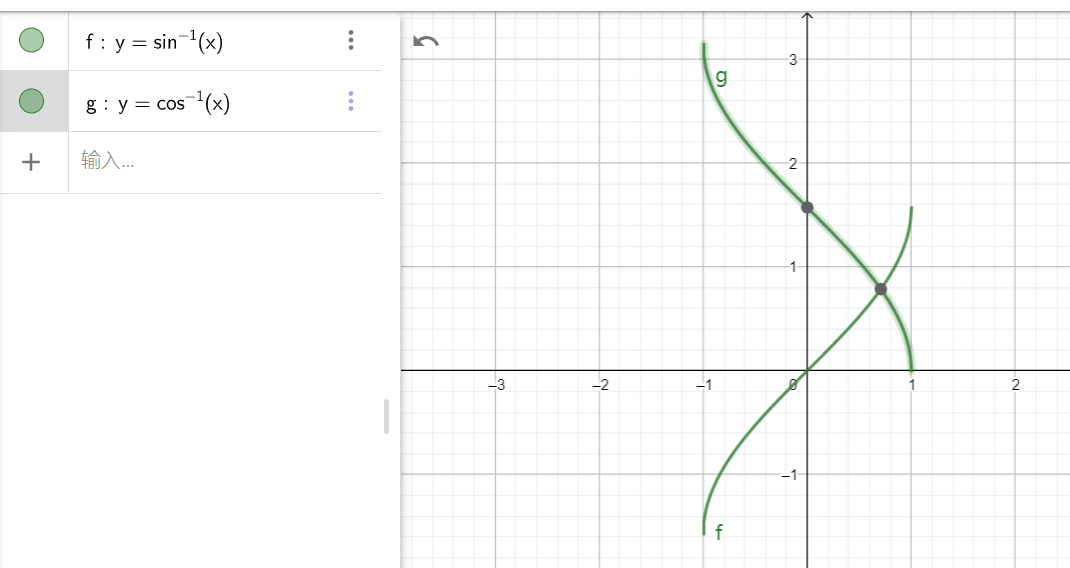 f : y = sin⁻¹(x)
g : y = cos⁻¹(x)
+ 输入...
3
g
2
1
–3 –2 –1 0 1 2
–1
f